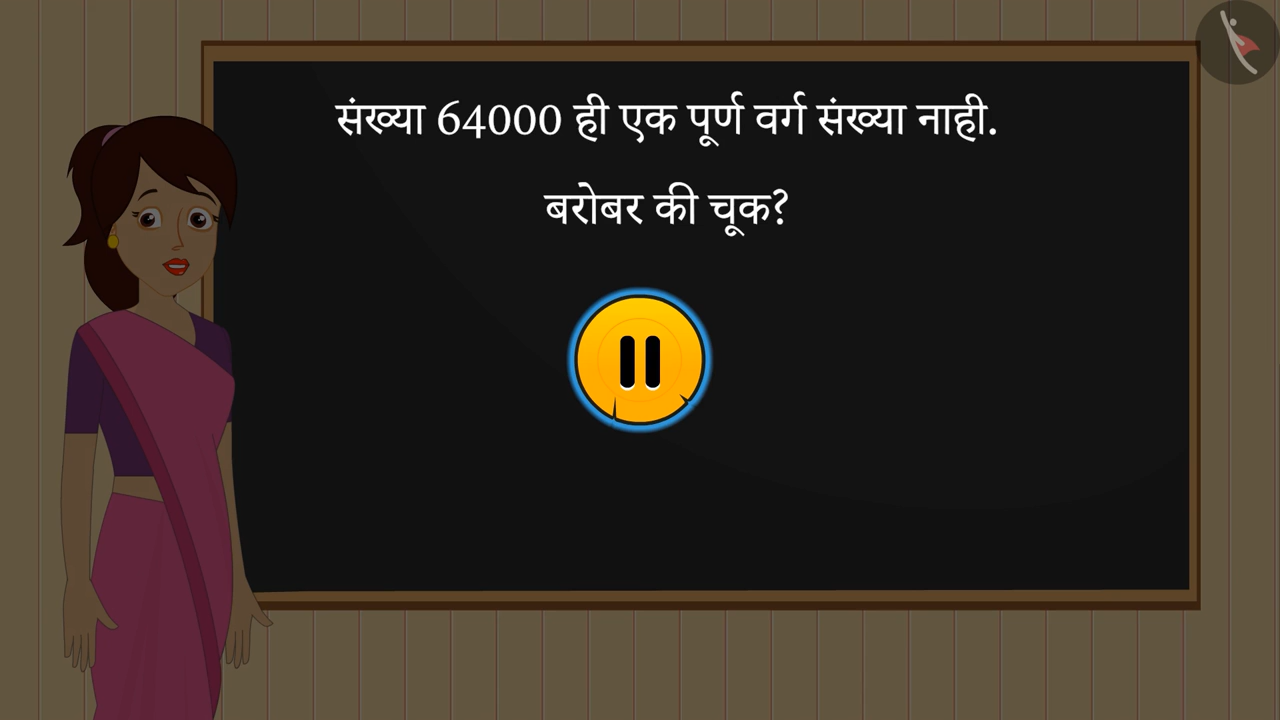 संख्या 64000 ही एक पूर्ण वर्ग संख्या नाही.
बरोबर की चूक?